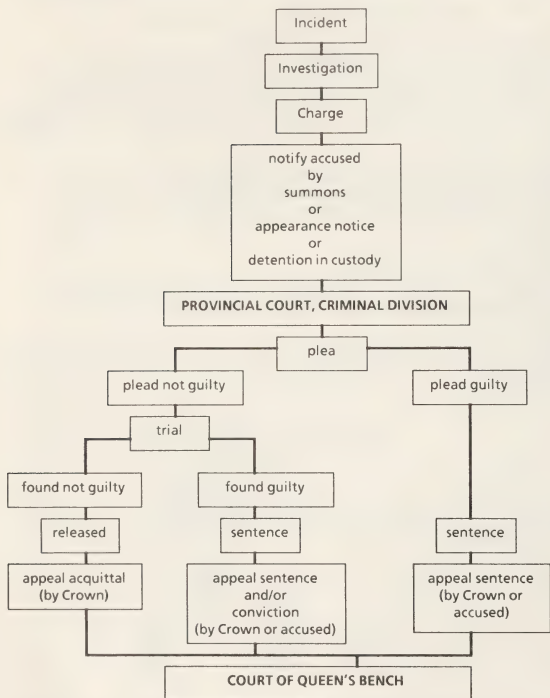 Incident
Investigation
Charge
notify accused
by
summons
or
appearance notice
or
detention in custody
PROVINCIAL COURT, CRIMINAL DIVISION
plea
plead not guilty
plead guilty
trial
found not guilty
found guilty
released
sentence
sentence
appeal acquittal
(by Crown)
appeal sentence
and/or
conviction
(by Crown or accused)
appeal sentence
(by Crown or
accused)
COURT OF QUEEN'S BENCH